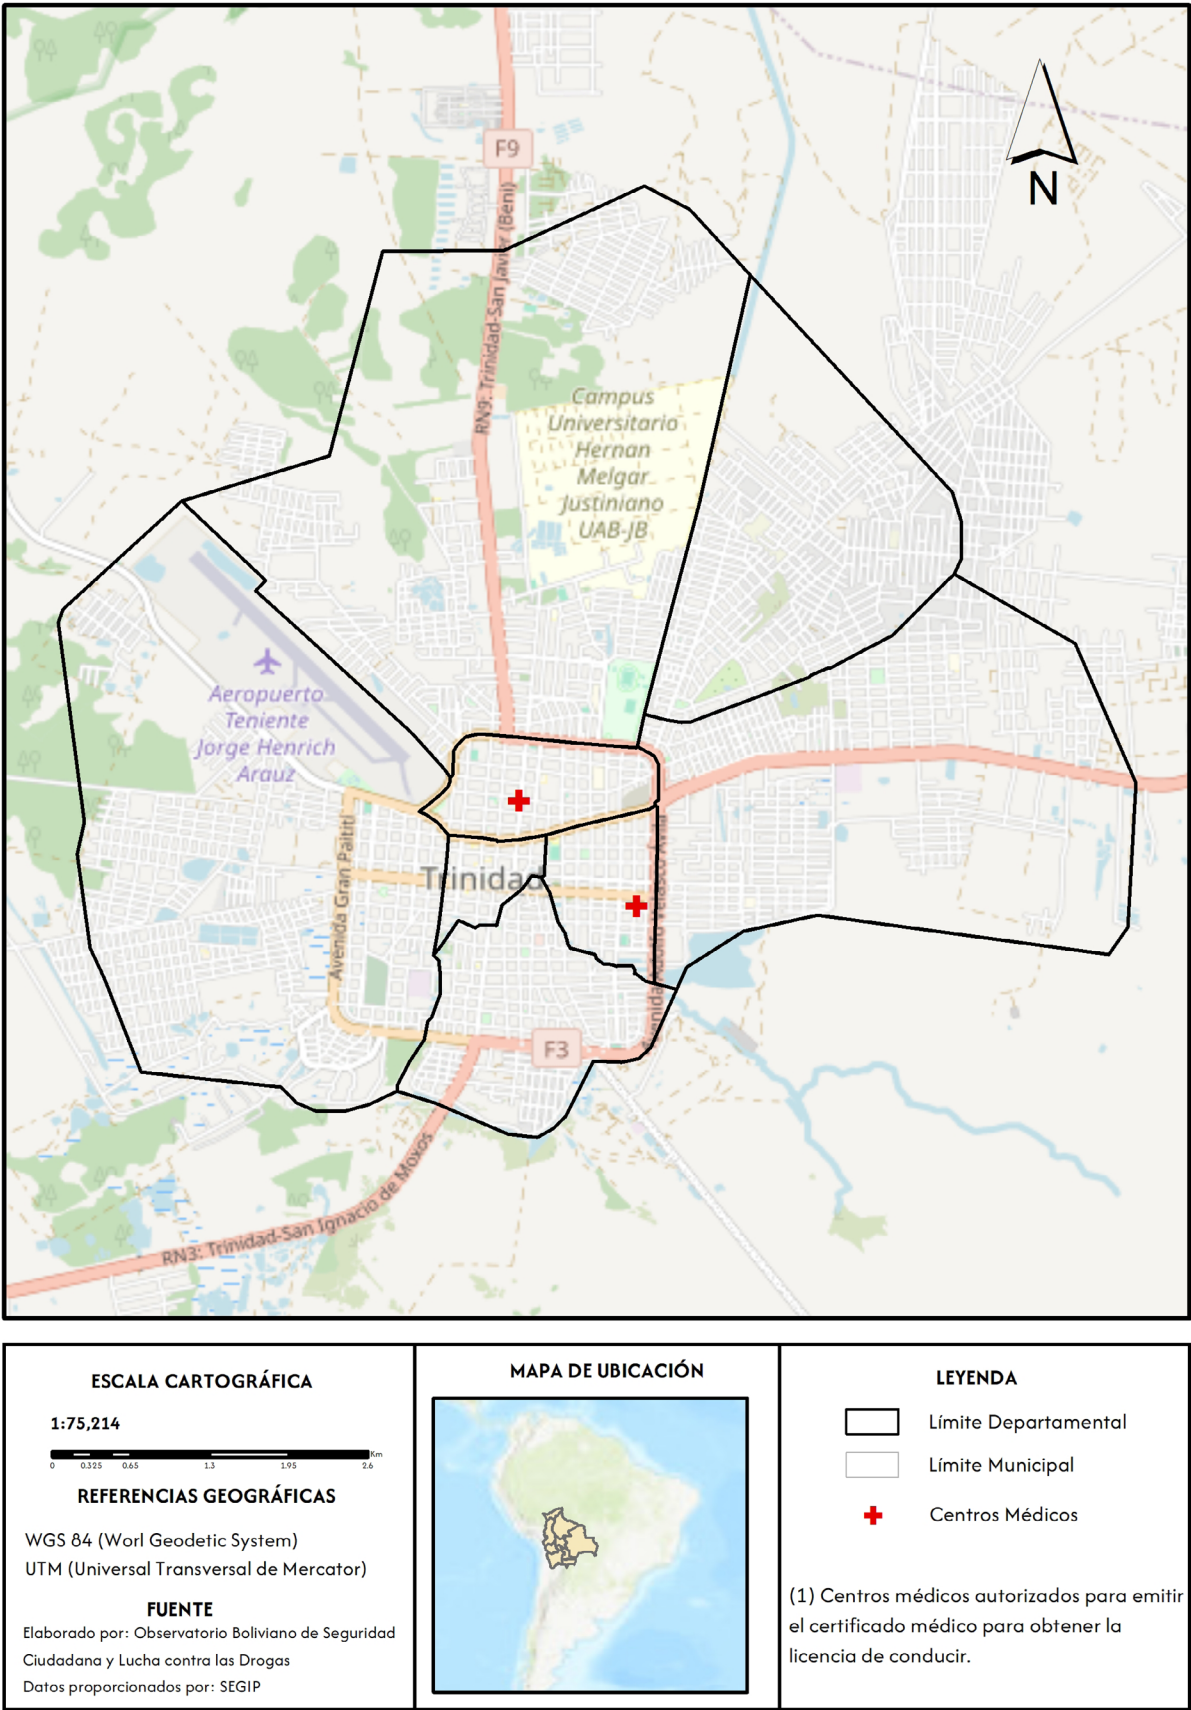 F9
N
RN9: Trinidad-San Javier (Beni)
Campus
Universitario
Hernan
Melgar
Justiniano
UAB-JB
Aeropuerto
Teniente
Jorge Henrich
Arauz
Trinidad
Avenida Gran Paititi
Avenida Adolfo Velasco Avila
F3
RN3: Trinidad-San Ignacio de Moxos
ESCALA CARTOGRÁFICA
1:75,214
Km
0 0.325 0.65 1.3 1.95 2.6
REFERENCIAS GEOGRÁFICAS
WGS 84 (Worl Geodetic System)
UTM (Universal Transversal de Mercator)
FUENTE
Elaborado por: Observatorio Boliviano de Seguridad
Ciudadana y Lucha contra las Drogas
Datos proporcionados por: SEGIP
MAPA DE UBICACIÓN
LEYENDA
Límite Departamental
Límite Municipal
Centros Médicos
(1) Centros médicos autorizados para emitir
el certificado médico para obtener la
licencia de conducir.